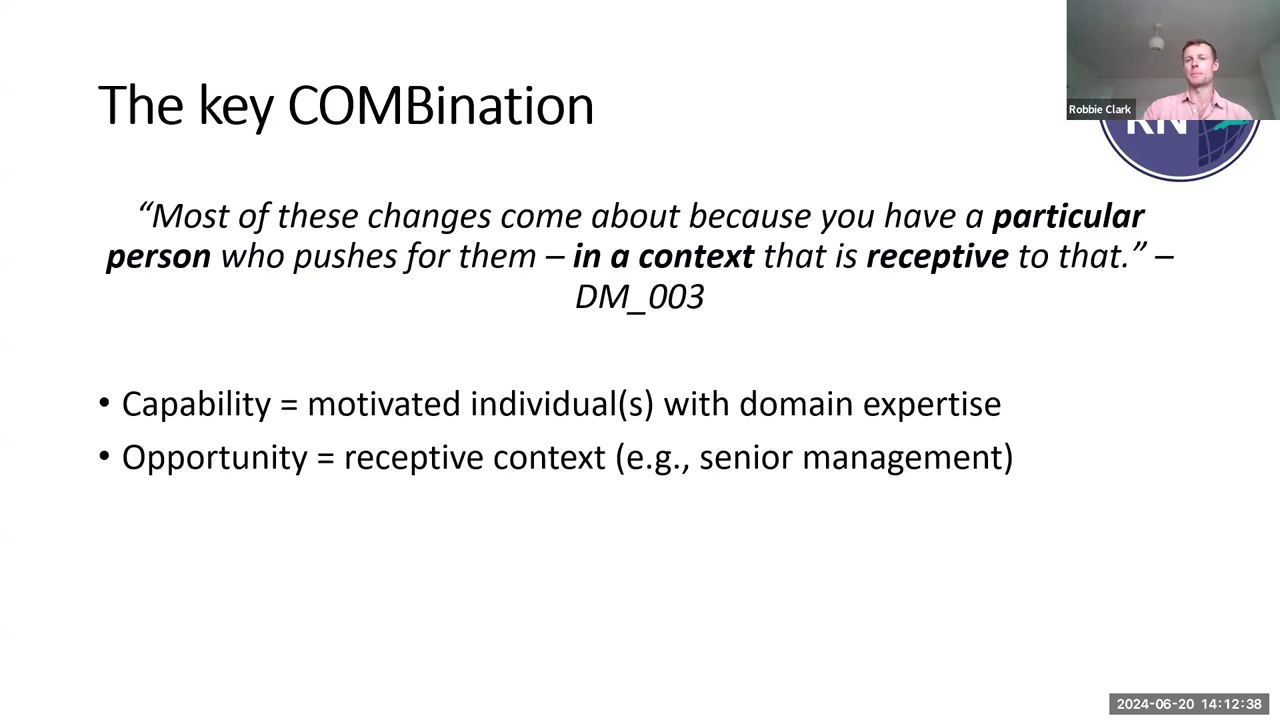 The key COMBination
Robbie Clark
RN
“Most of these changes come about because you have a particular
person who pushes for them – in a context that is receptive to that.” –
DM_003
• Capability = motivated individual(s) with domain expertise
• Opportunity = receptive context (e.g., senior management)
2024-06-20 14:12:38